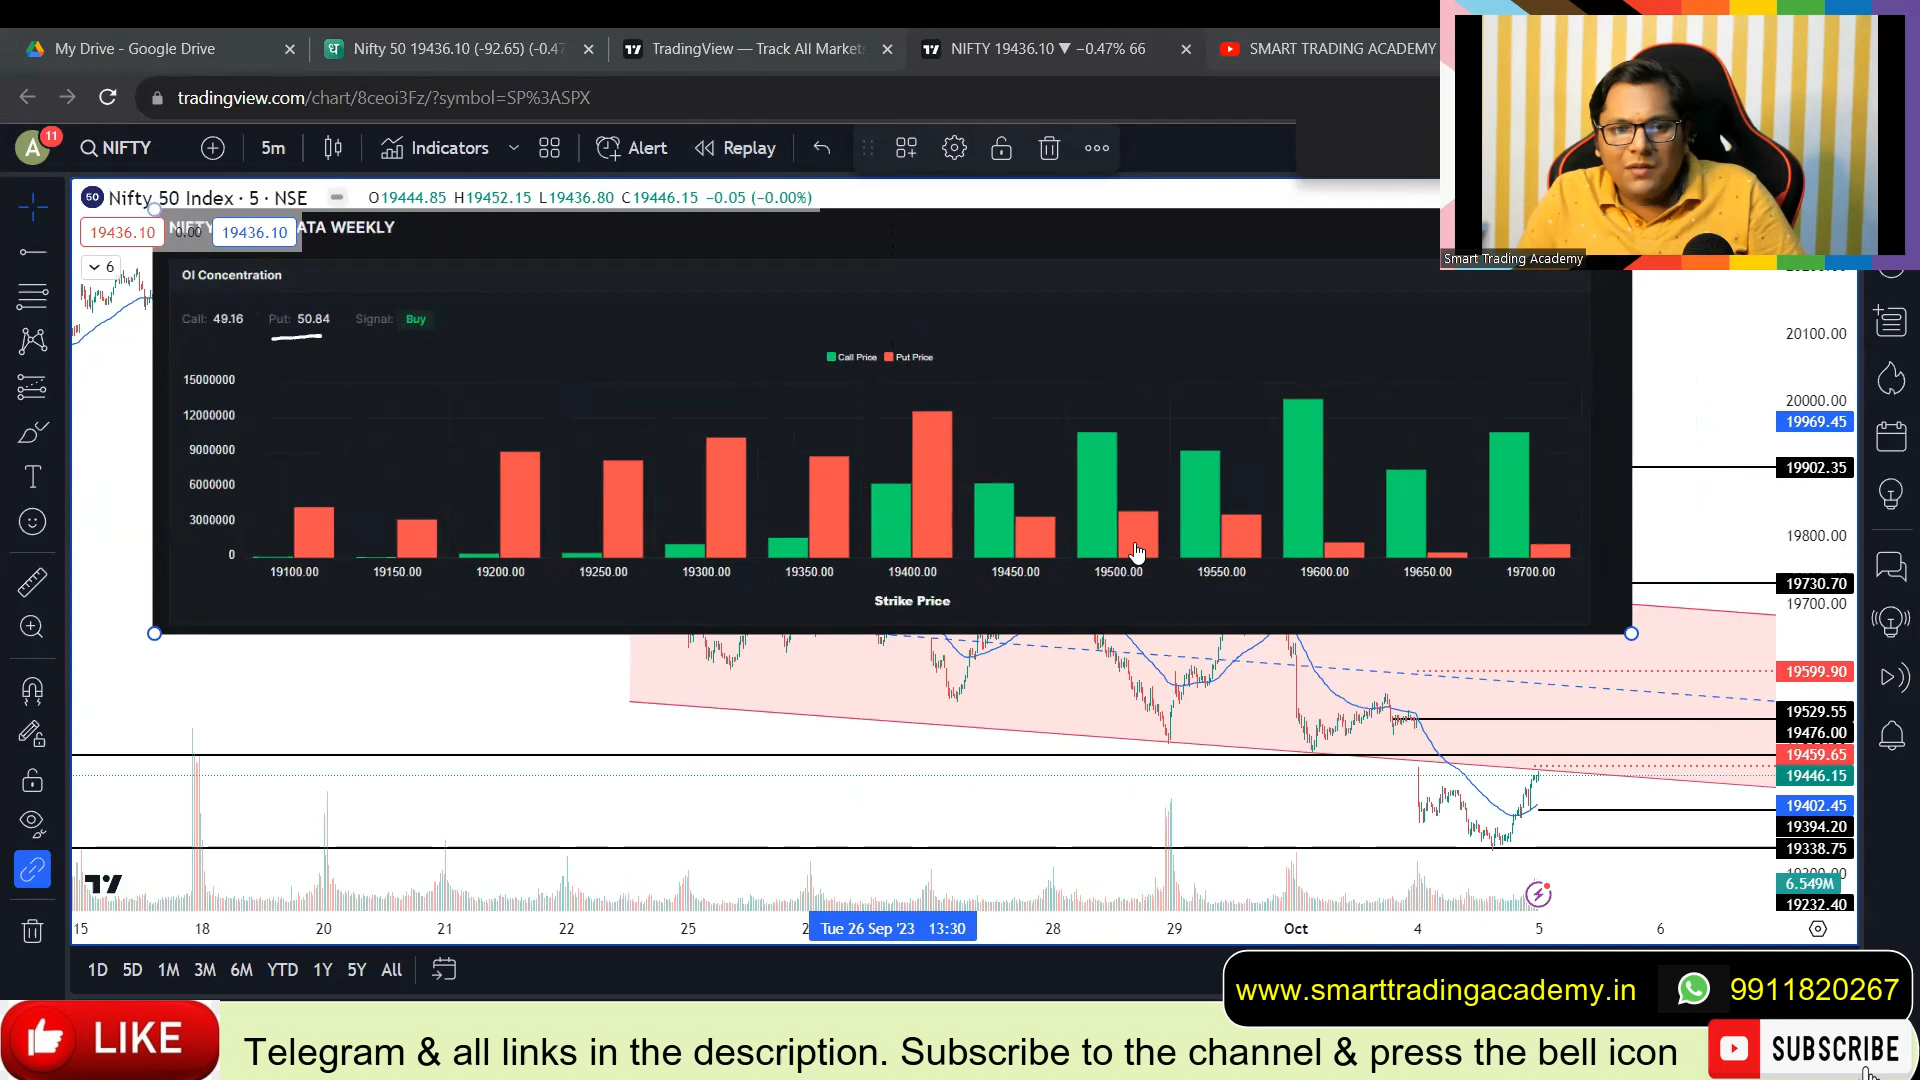 My Drive - Google Drive
Nifty 50 19436.10 (-92.65) (-0.47
TradingView — Track All Markets
NIFTY 19436.10 ▼ −0.47% 66
SMART TRADING ACADEMY
tradingview.com/chart/8ceoi3Fz/?symbol=SP%3ASPX
A
11
NIFTY
5m
Indicators
Alert
Replay
50
Nifty 50 Index · 5 · NSE
O19444.85 H19452.15 L19436.80 C19446.15 −0.05 (−0.00%)
19436.10
0.00
19436.10
ATA WEEKLY
6
OI Concentration
Call: 49.16 Put: 50.84 Signal: Buy
Call Price Put Price
15000000
12000000
9000000
6000000
3000000
0
19100.00 19150.00 19200.00 19250.00 19300.00 19350.00 19400.00 19450.00 19500.00 19550.00 19600.00 19650.00 19700.00
Strike Price
Smart Trading Academy
20100.00
20000.00
19969.45
19902.35
19800.00
19730.70
19700.00
19599.90
19529.55
19476.00
19459.65
19446.15
19402.45
19394.20
19338.75
6.549M
19232.40
15 18 20 21 22 25 Tue 26 Sep '23 13:30 28 29 Oct 4 5 6
1D 5D 1M 3M 6M YTD 1Y 5Y All
www.smarttradingacademy.in 9911820267
LIKE
Telegram & all links in the description. Subscribe to the channel & press the bell icon
SUBSCRIBE